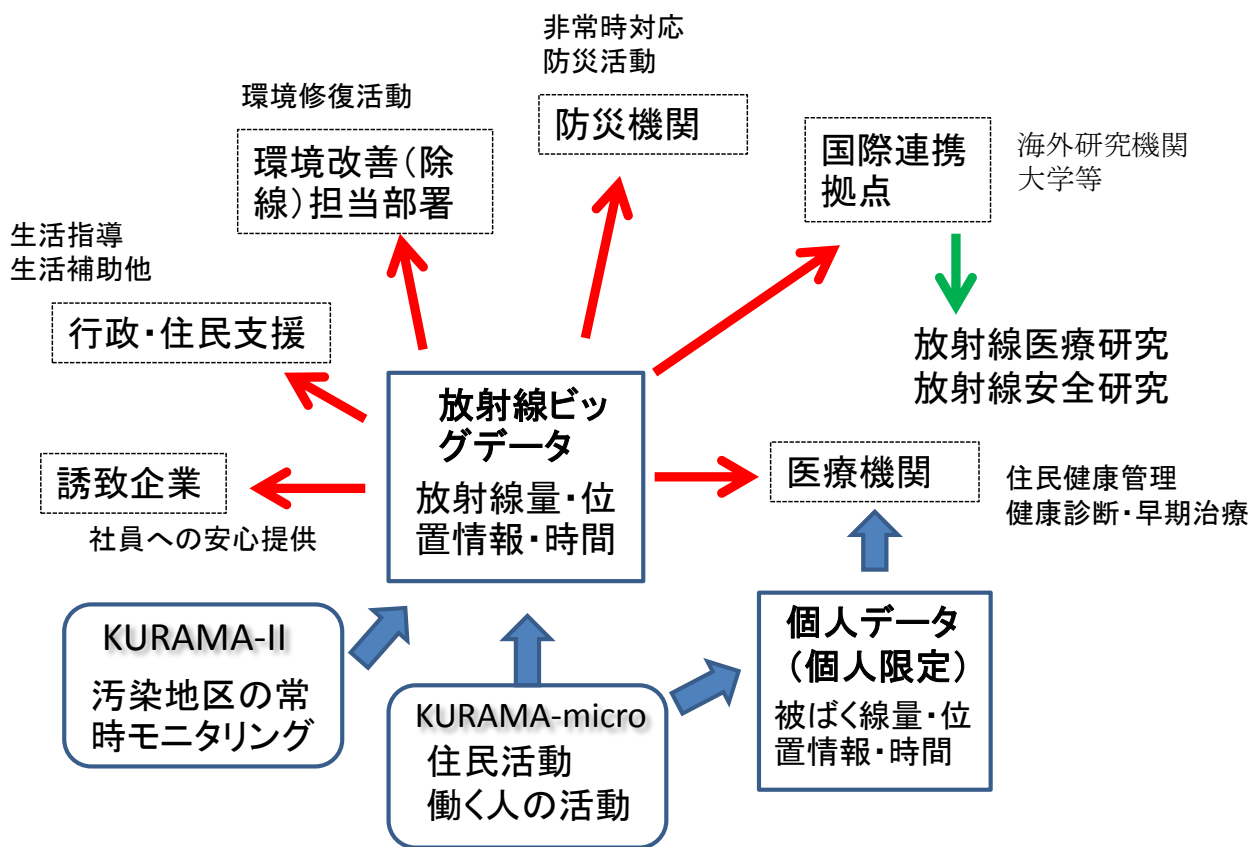 非常時対応
防災活動
防災機関
環境修復活動
環境改善(除
線)担当部署
国際連携
拠点
海外研究機関
大学等
生活指導
生活補助他
行政・住民支援
放射線医療研究
放射線安全研究
放射線ビッ
グデータ
放射線量・位
置情報・時間
誘致企業
社員への安心提供
医療機関
住民健康管理
健康診断・早期治療
KURAMA-II
汚染地区の常
時モニタリング
KURAMA-micro
住民活動
働く人の活動
個人データ
(個人限定)
被ばく線量・位
置情報・時間